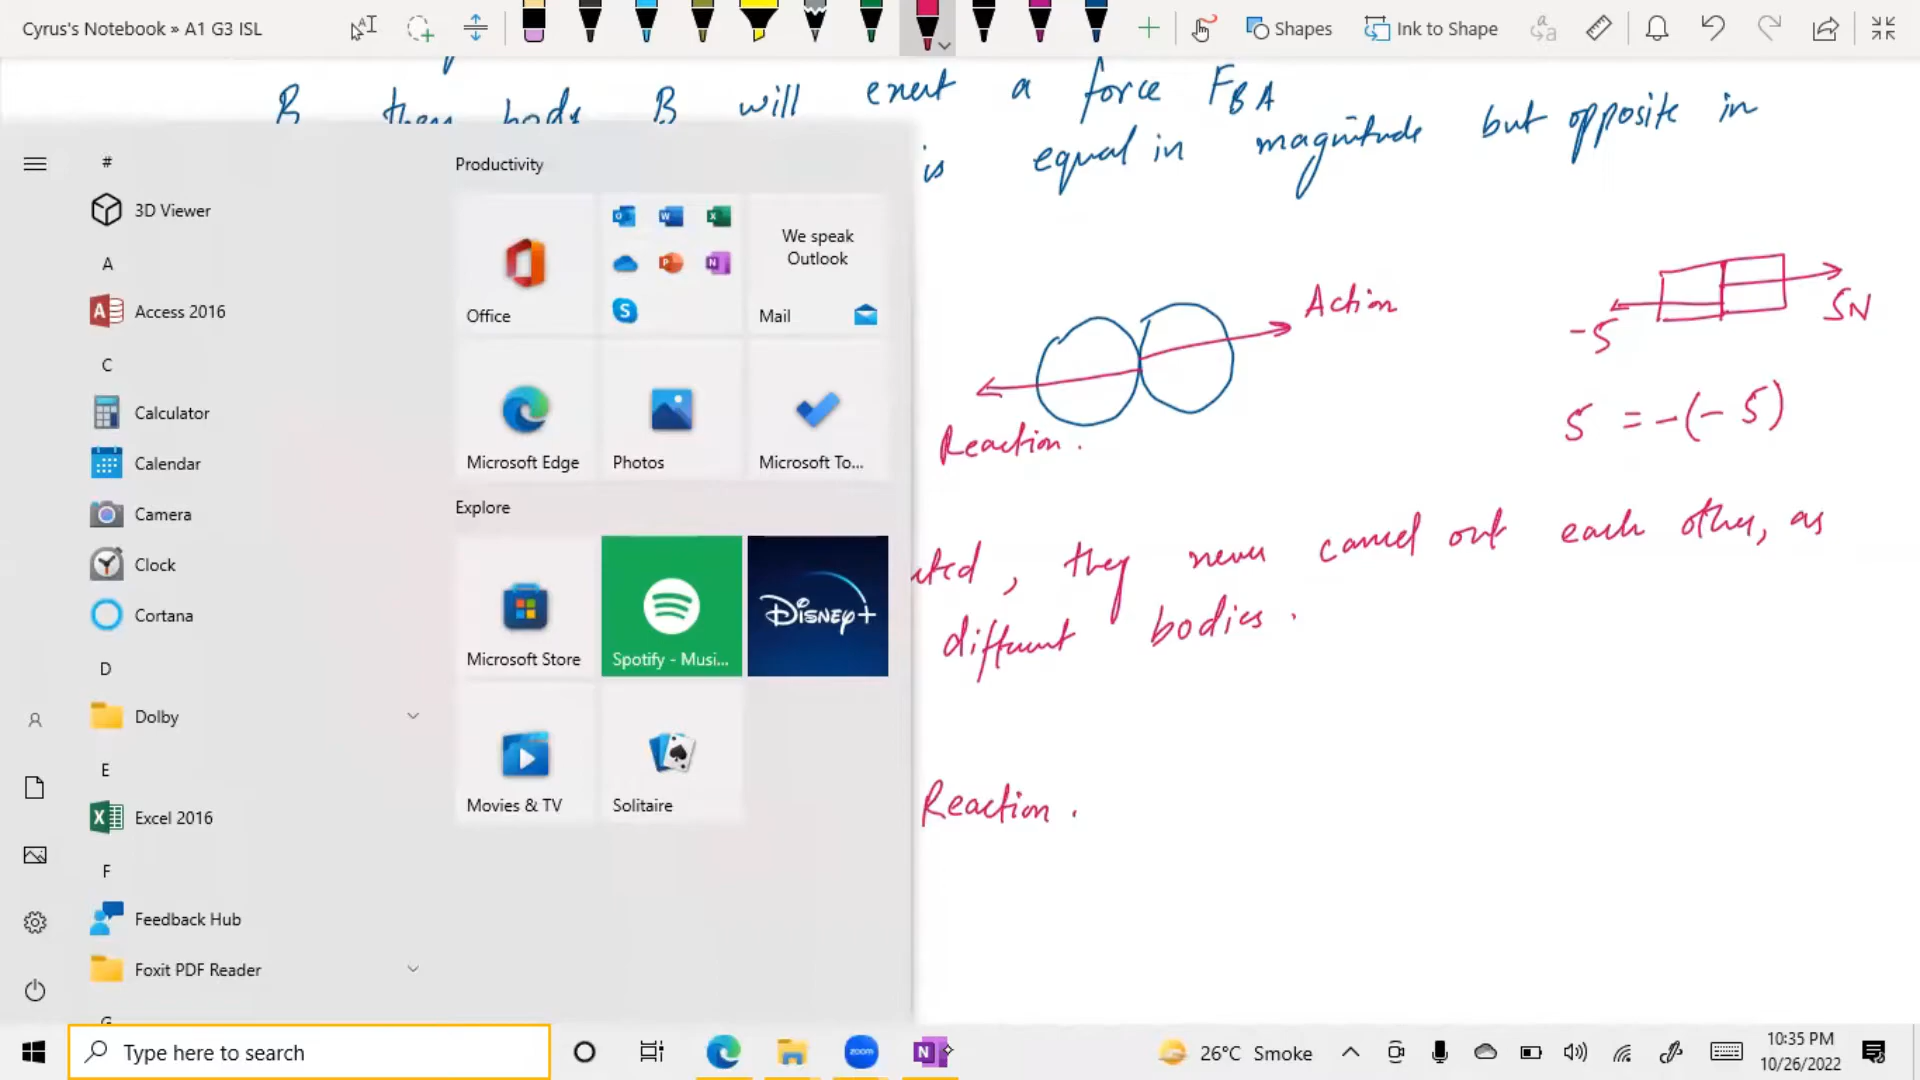 Cyrus's Notebook » A1 G3 ISL
Shapes
Ink to Shape
B then body B will exert a force FBA
is equal in magnitude but opposite in
#
3D Viewer
A
Access 2016
C
Calculator
Calendar
Camera
Clock
Cortana
D
Dolby
E
Excel 2016
F
Feedback Hub
Foxit PDF Reader
Productivity
Office
We speak
Outlook
Mail
Microsoft Edge
Photos
Microsoft To...
Explore
Microsoft Store
Spotify - Musi...
Disney+
Movies & TV
Solitaire
Action
Reaction.
-5
5N
5 = -(-5)
they never cancel out each other, as
different bodies.
Reaction.
Type here to search
zoom
26°C Smoke
10:35 PM
10/26/2022